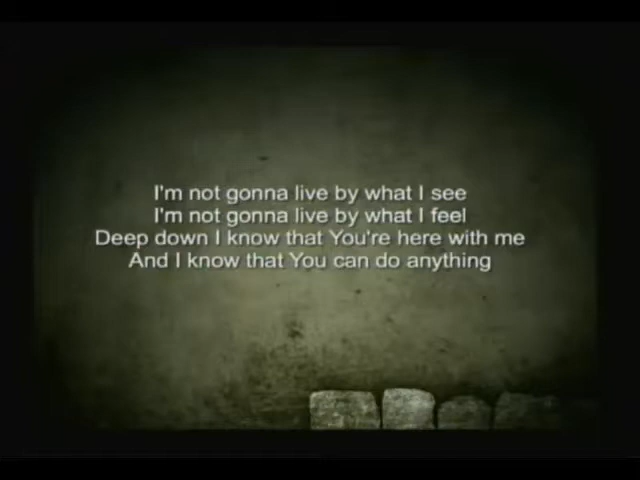 I'm not gonna live by what I see
I'm not gonna live by what I feel
Deep down I know that You're here with me
And I know that You can do anything